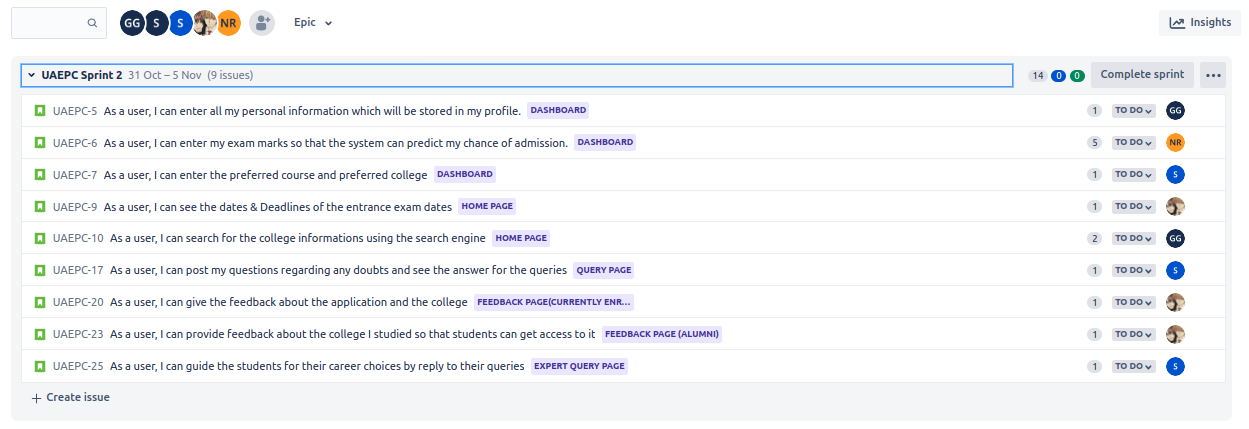 GG S S NR Epic Insights
UAEPC Sprint 2 31 Oct – 5 Nov (9 issues) 14 0 0 Complete sprint
UAEPC-5 As a user, I can enter all my personal information which will be stored in my profile. DASHBOARD 1 TO DO GG
UAEPC-6 As a user, I can enter my exam marks so that the system can predict my chance of admission. DASHBOARD 5 TO DO NR
UAEPC-7 As a user, I can enter the preferred course and preferred college DASHBOARD 1 TO DO S
UAEPC-9 As a user, I can see the dates & Deadlines of the entrance exam dates HOME PAGE 1 TO DO
UAEPC-10 As a user, I can search for the college informations using the search engine HOME PAGE 2 TO DO GG
UAEPC-17 As a user, I can post my questions regarding any doubts and see the answer for the queries QUERY PAGE 1 TO DO S
UAEPC-20 As a user, I can give the feedback about the application and the college FEEDBACK PAGE(CURRENTLY ENR... 1 TO DO
UAEPC-23 As a user, I can provide feedback about the college I studied so that students can get access to it FEEDBACK PAGE (ALUMNI) 1 TO DO
UAEPC-25 As a user, I can guide the students for their career choices by reply to their queries EXPERT QUERY PAGE 1 TO DO S
+ Create issue